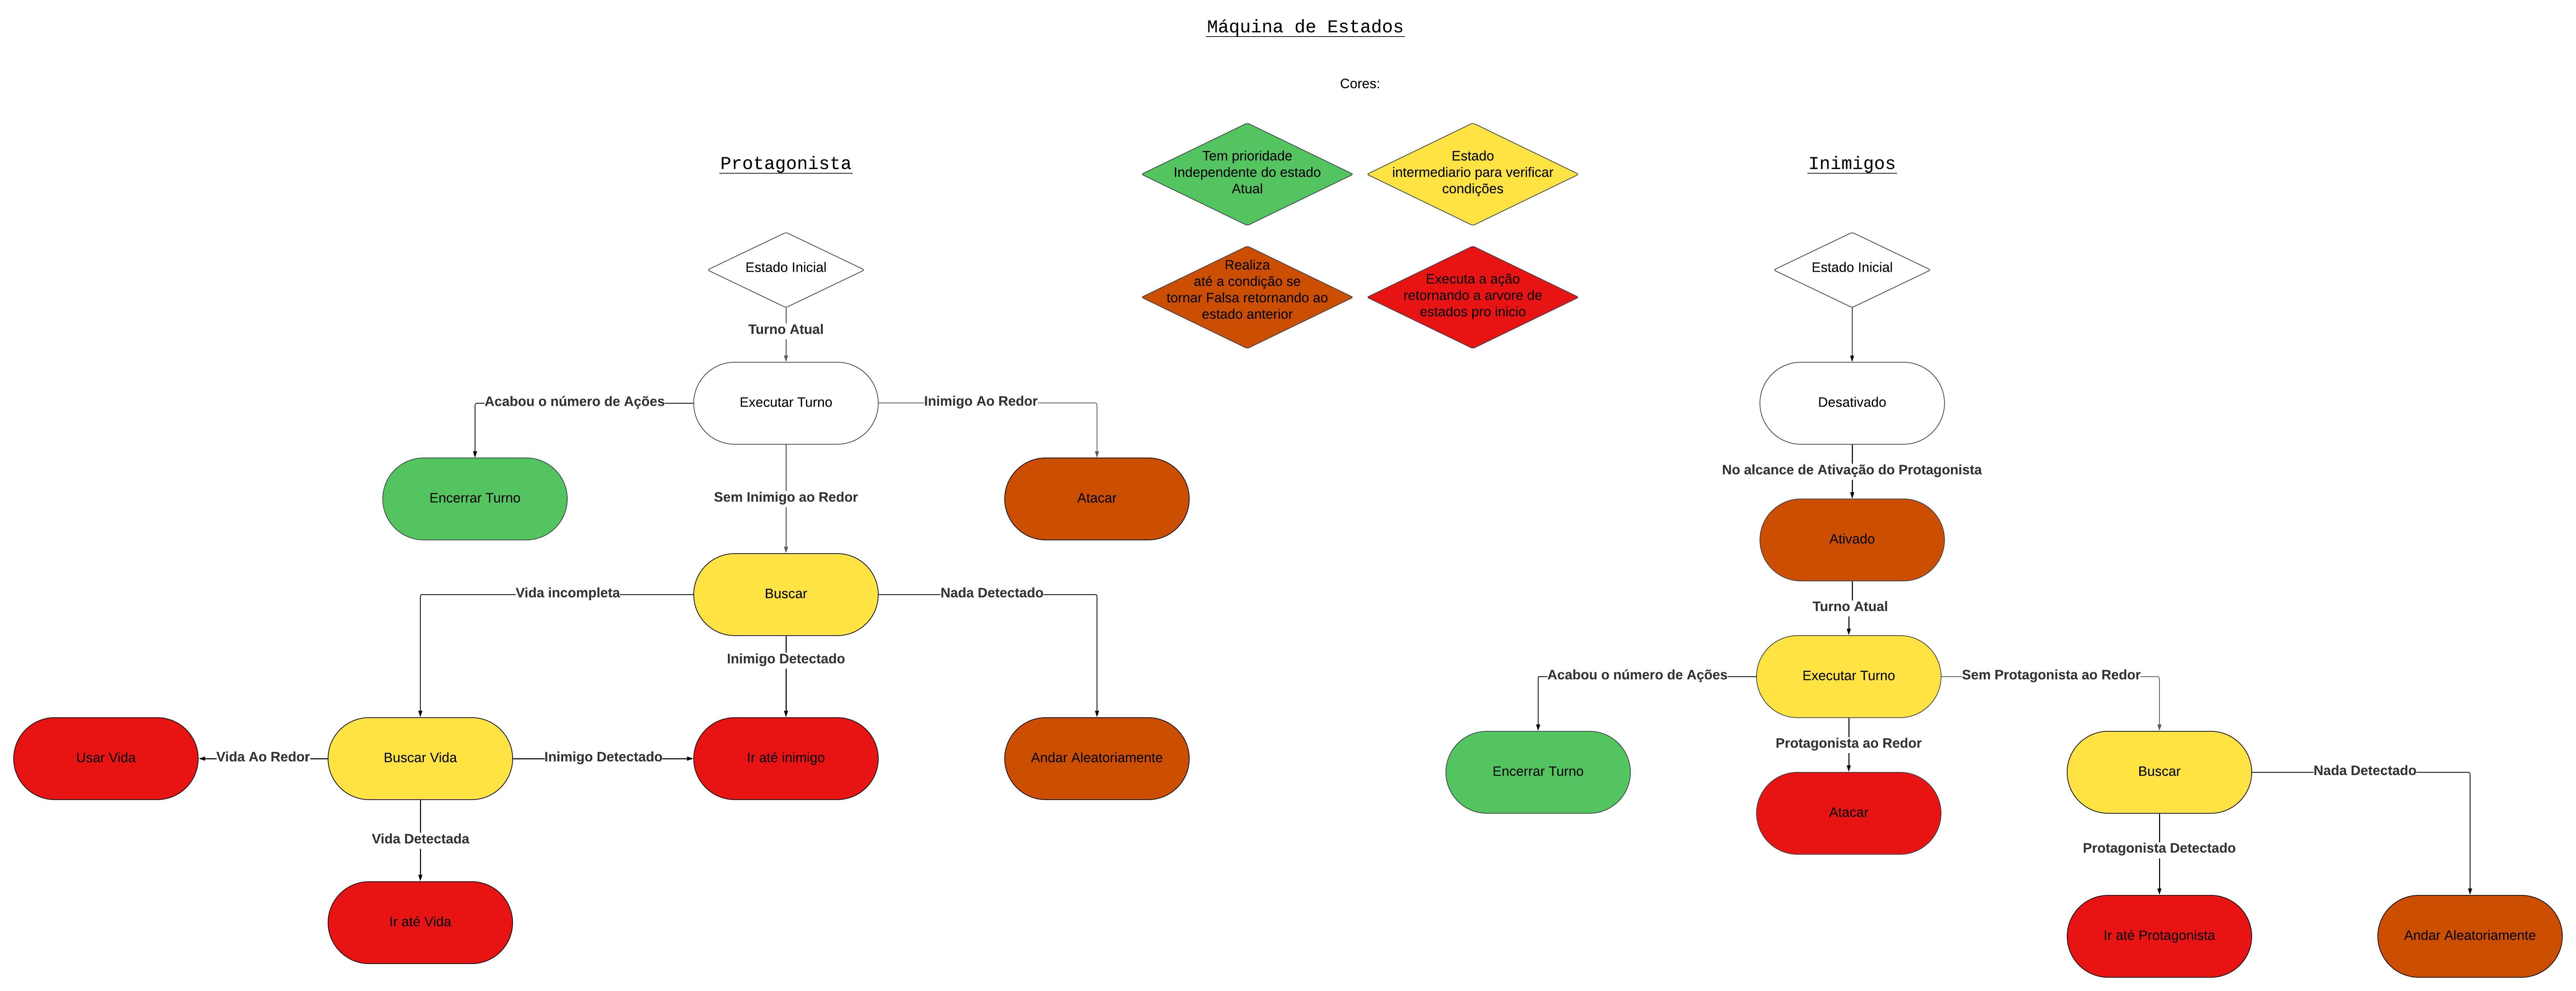 Máquina de Estados
Cores:
Tem prioridade
Independente do estado
Atual
Estado
intermediario para verificar
condições
Realiza
até a condição se
tornar Falsa retornando ao
estado anterior
Executa a ação
retornando a arvore de
estados pro inicio
Protagonista
Estado Inicial
Turno Atual
Executar Turno
Acabou o número de Ações
Inimigo Ao Redor
Encerrar Turno
Sem Inimigo ao Redor
Atacar
Buscar
Vida incompleta
Nada Detectado
Inimigo Detectado
Usar Vida
Vida Ao Redor
Buscar Vida
Inimigo Detectado
Ir até inimigo
Andar Aleatoriamente
Vida Detectada
Ir até Vida
Inimigos
Estado Inicial
Desativado
No alcance de Ativação do Protagonista
Ativado
Turno Atual
Acabou o número de Ações
Executar Turno
Sem Protagonista ao Redor
Protagonista ao Redor
Encerrar Turno
Atacar
Buscar
Nada Detectado
Protagonista Detectado
Ir até Protagonista
Andar Aleatoriamente